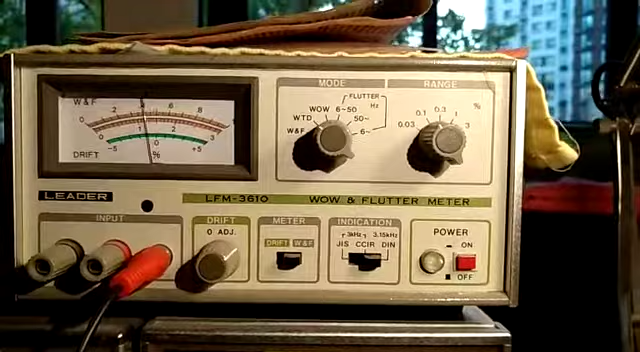 W & F
0 .2 .4 .6 .8 1
0 1 2 3
-5 0 +5
DRIFT %
MODE
FLUTTER
WOW 6~50 Hz
WTD 50~
W & F 6~
RANGE
0.1 0.3 1 %
0.03 3
LEADER
LFM-3610 WOW & FLUTTER METER
INPUT
DRIFT
0 ADJ.
METER
DRIFT W & F
INDICATION
3kHz 3.15kHz
JIS CCIR DIN
POWER
ON
OFF